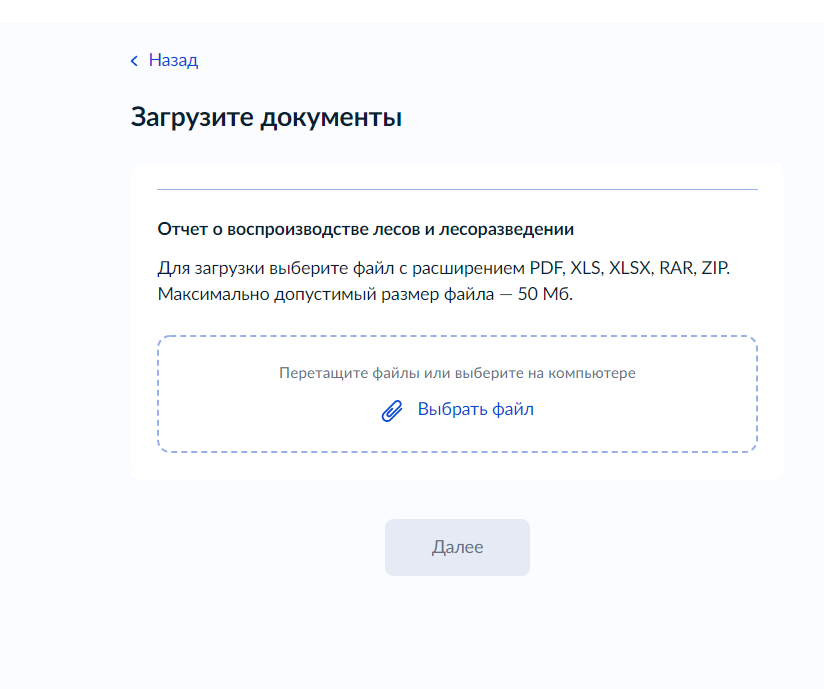 Назад
Загрузите документы
Отчет о воспроизводстве лесов и лесоразведении
Для загрузки выберите файл с расширением PDF, XLS, XLSX, RAR, ZIP.
Максимально допустимый размер файла — 50 Мб.
Перетащите файлы или выберите на компьютере
Выбрать файл
Далее